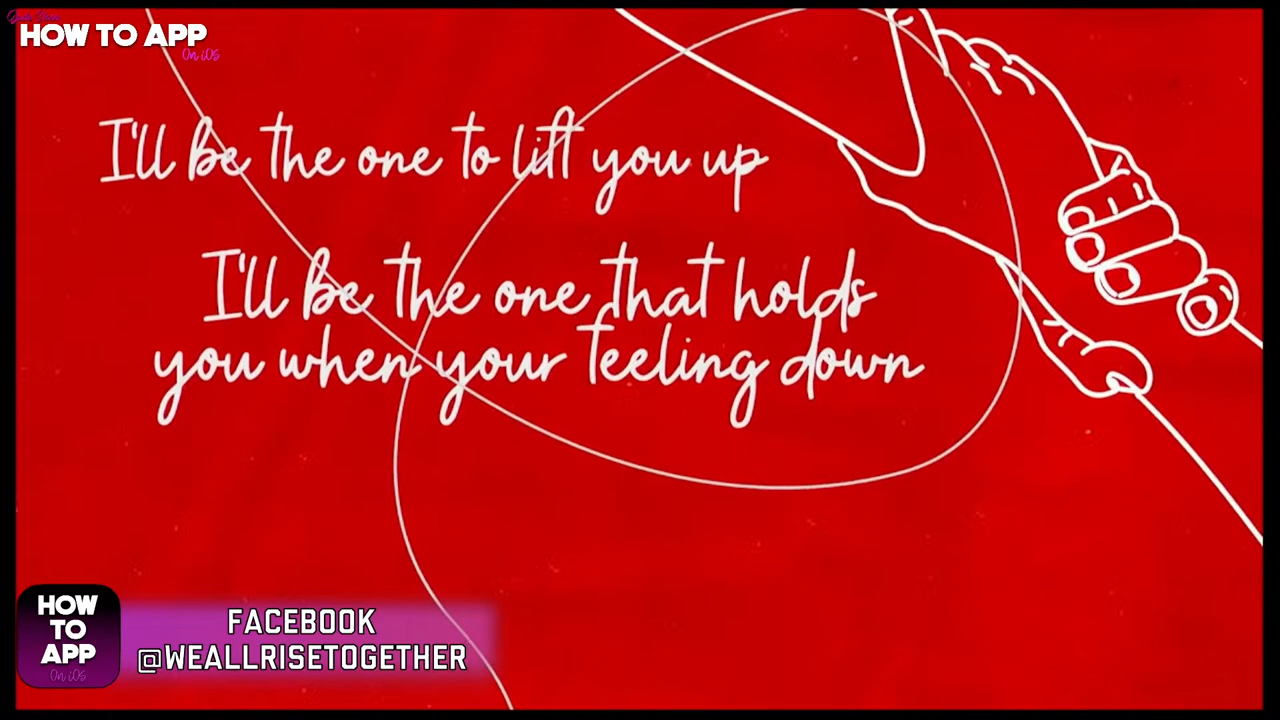 HOW TO APP
On iOS
I'll be the one to lift you up
I'll be the one that holds
you when your feeling down
HOW
TO
APP
On iOS
FACEBOOK
@WEALLRISETOGETHER